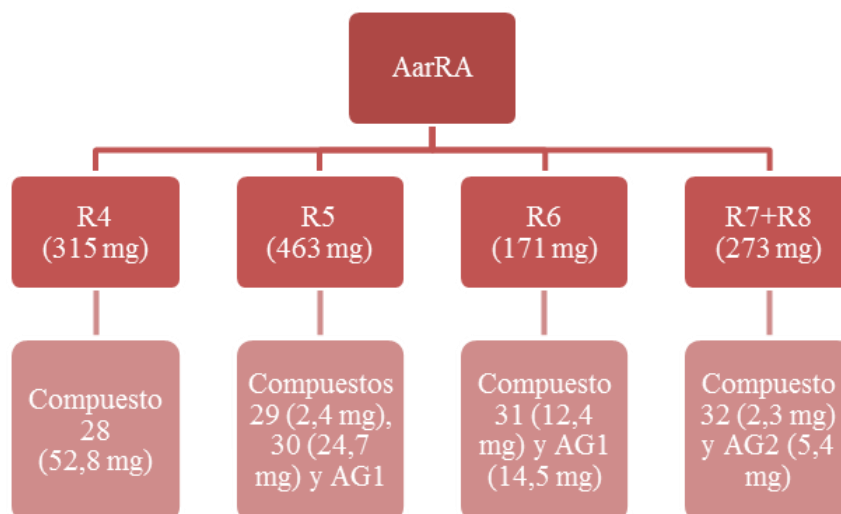 AarRA
R4
(315 mg)
R5
(463 mg)
R6
(171 mg)
R7+R8
(273 mg)
Compuesto
28
(52,8 mg)
Compuestos
29 (2,4 mg),
30 (24,7
mg) y AG1
Compuesto
31 (12,4
mg) y AG1
(14,5 mg)
Compuesto
32 (2,3 mg)
y AG2 (5,4
mg)